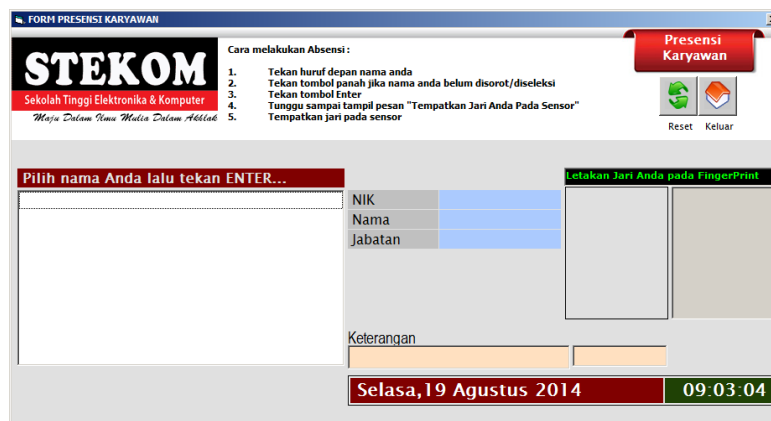 FORM PRESENSI KARYAWAN
STEKOM
Sekolah Tinggi Elektronika & Komputer
Maju Dalam Ilmu Mulia Dalam Akhlak
Cara melakukan Absensi :
1. Tekan huruf depan nama anda
2. Tekan tombol panah jika nama anda belum disorot/diseleksi
3. Tekan tombol Enter
4. Tunggu sampai tampil pesan "Tempatkan Jari Anda Pada Sensor"
5. Tempatkan jari pada sensor
Presensi
Karyawan
Reset Keluar
Pilih nama Anda lalu tekan ENTER...
NIK
Nama
Jabatan
Letakan Jari Anda pada FingerPrint
Keterangan
Selasa,19 Agustus 2014 09:03:04